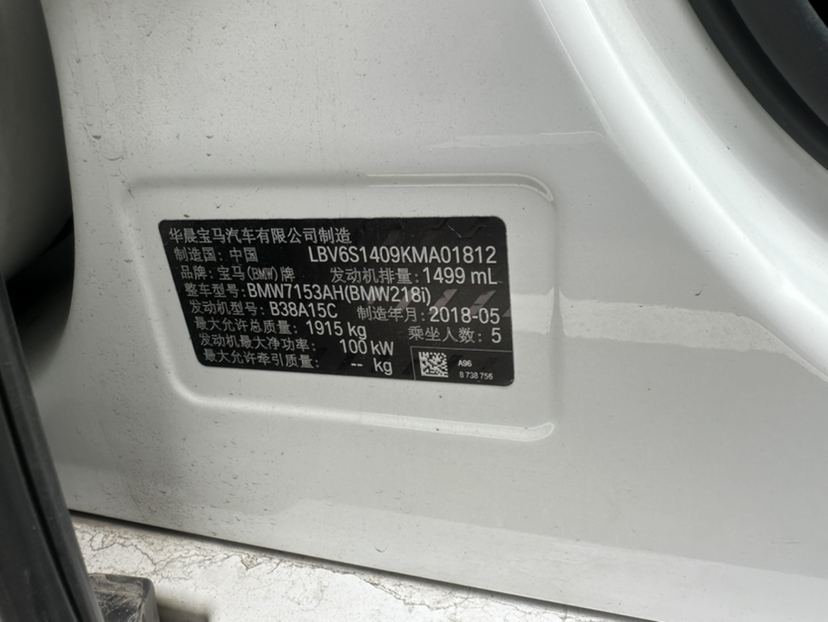 华晨宝马汽车有限公司制造
制造国: 中国 LBV6S1409KMA01812
品牌: 宝马(BMW)牌 发动机排量: 1499 mL
整车型号: BMW7153AH(BMW218i)
发动机型号: B38A15C 制造年月: 2018-05
最大允许总质量: 1915 kg 乘坐人数: 5
发动机最大净功率: 100 kW
最大允许牵引质量: -- kg
A96
8 738 756